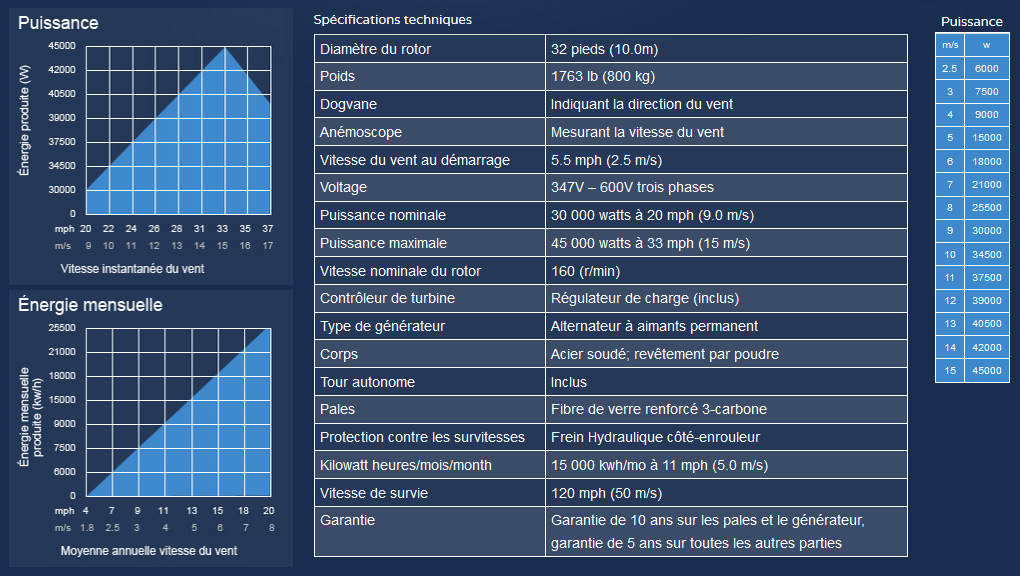 Puissance
Énergie produite (W)
45000
42000
40500
39000
37500
34500
30000
0
mph 20 22 24 26 28 31 33 35 37
m/s 9 10 11 12 13 14 15 16 17
Vitesse instantanée du vent
Énergie mensuelle
Énergie mensuelle
produite (kw/h)
25500
21000
18000
15000
9000
7500
6000
0
mph 4 7 9 11 13 15 18 20
m/s 1.8 2.5 3 4 5 6 7 8
Moyenne annuelle vitesse du vent
Spécifications techniques
Diamètre du rotor 32 pieds (10.0m)
Poids 1763 lb (800 kg)
Dogvane Indiquant la direction du vent
Anémoscope Mesurant la vitesse du vent
Vitesse du vent au démarrage 5.5 mph (2.5 m/s)
Voltage 347V – 600V trois phases
Puissance nominale 30 000 watts à 20 mph (9.0 m/s)
Puissance maximale 45 000 watts à 33 mph (15 m/s)
Vitesse nominale du rotor 160 (r/min)
Contrôleur de turbine Régulateur de charge (inclus)
Type de générateur Alternateur à aimants permanent
Corps Acier soudé; revêtement par poudre
Tour autonome Inclus
Pales Fibre de verre renforcé 3-carbone
Protection contre les survitesses Frein Hydraulique côté-enrouleur
Kilowatt heures/mois/month 15 000 kwh/mo à 11 mph (5.0 m/s)
Vitesse de survie 120 mph (50 m/s)
Garantie Garantie de 10 ans sur les pales et le générateur,
garantie de 5 ans sur toutes les autres parties
Puissance
m/s w
2.5 6000
3 7500
4 9000
5 15000
6 18000
7 21000
8 25500
9 30000
10 34500
11 37500
12 39000
13 40500
14 42000
15 45000